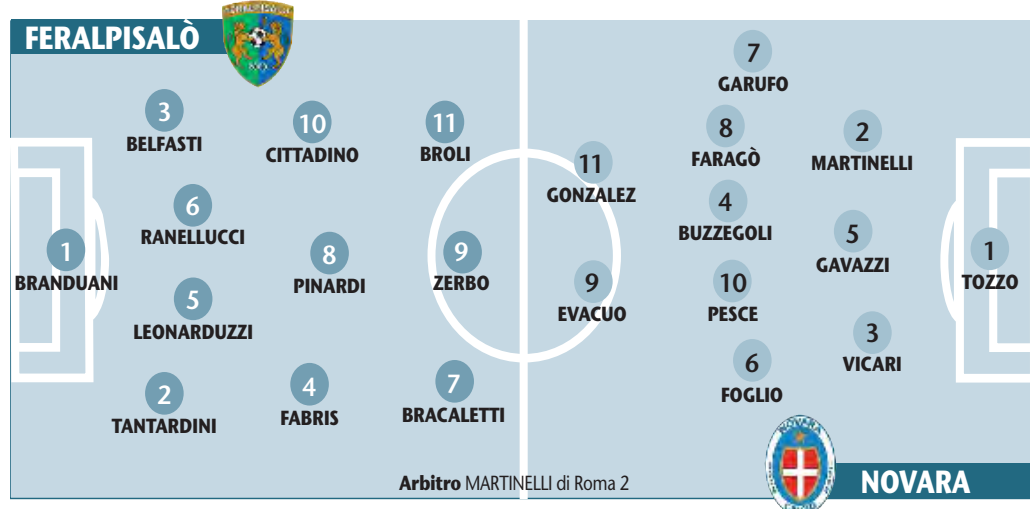 FERALPISALÒ
3
BELFASTI
10
CITTADINO
11
BROLI
6
RANELLUCCI
1
BRANDUANI
8
PINARDI
9
ZERBO
5
LEONARDUZZI
2
TANTARDINI
4
FABRIS
7
BRACALETTI
7
GARUFO
8
FARAGÒ
2
MARTINELLI
11
GONZALEZ
4
BUZZEGOLI
5
GAVAZZI
1
TOZZO
9
EVACUO
10
PESCE
3
VICARI
6
FOGLIO
Arbitro MARTINELLI di Roma 2
NOVARA
NOVARA